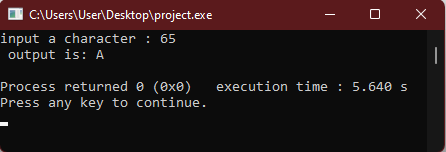 C:\Users\User\Desktop\project.exe
input a character : 65
 output is: A
Process returned 0 (0x0)   execution time : 5.640 s
Press any key to continue.